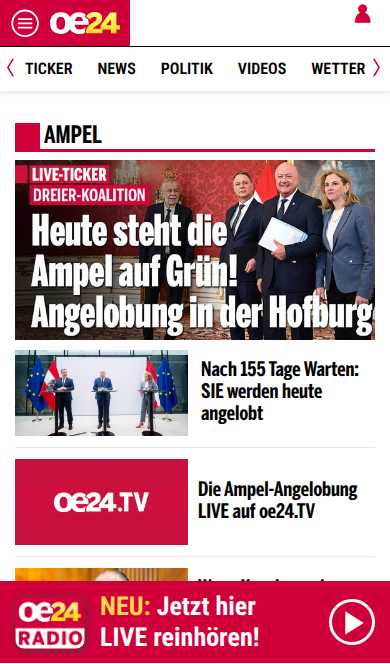 oe24
TICKER NEWS POLITIK VIDEOS WETTER
AMPEL
LIVE-TICKER
DREIER-KOALITION
Heute steht die
Ampel auf Grün!
Angelobung in der Hofburg
Nach 155 Tage Warten:
SIE werden heute
angelobt
oe24.TV
Die Ampel-Angelobung
LIVE auf oe24.TV
oe24
RADIO
NEU: Jetzt hier
LIVE reinhören!